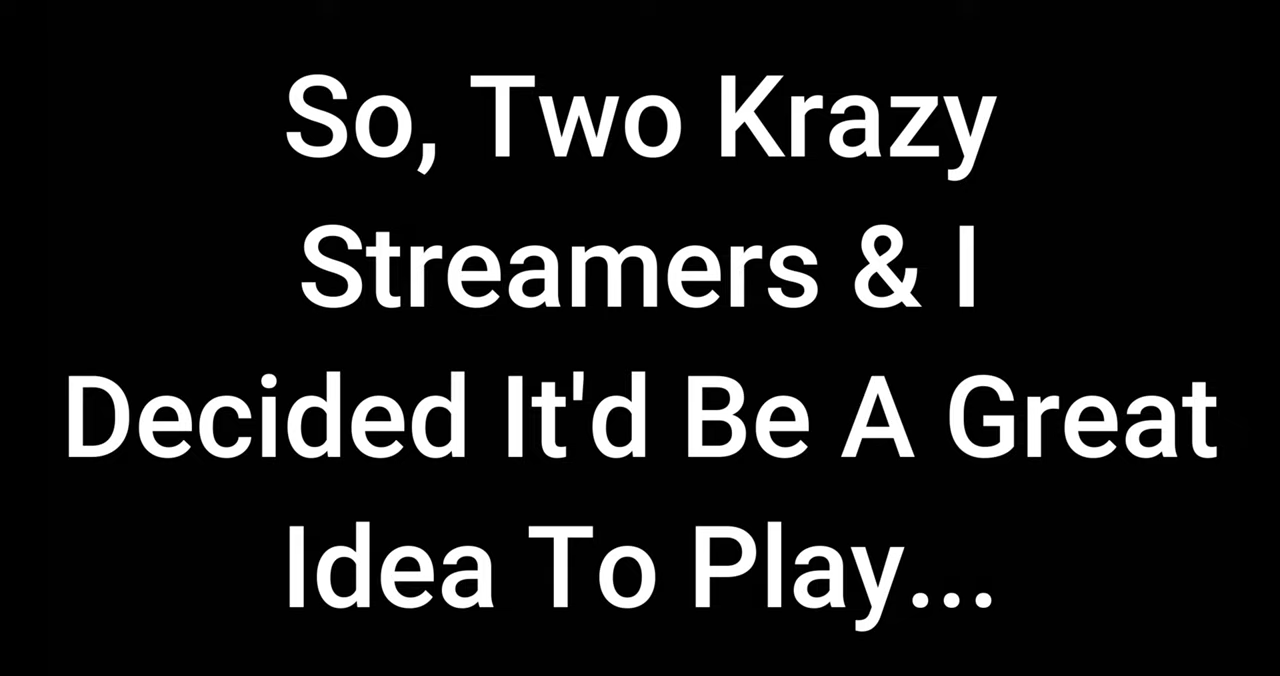 So, Two Krazy
Streamers & I
Decided It'd Be A Great
Idea To Play...